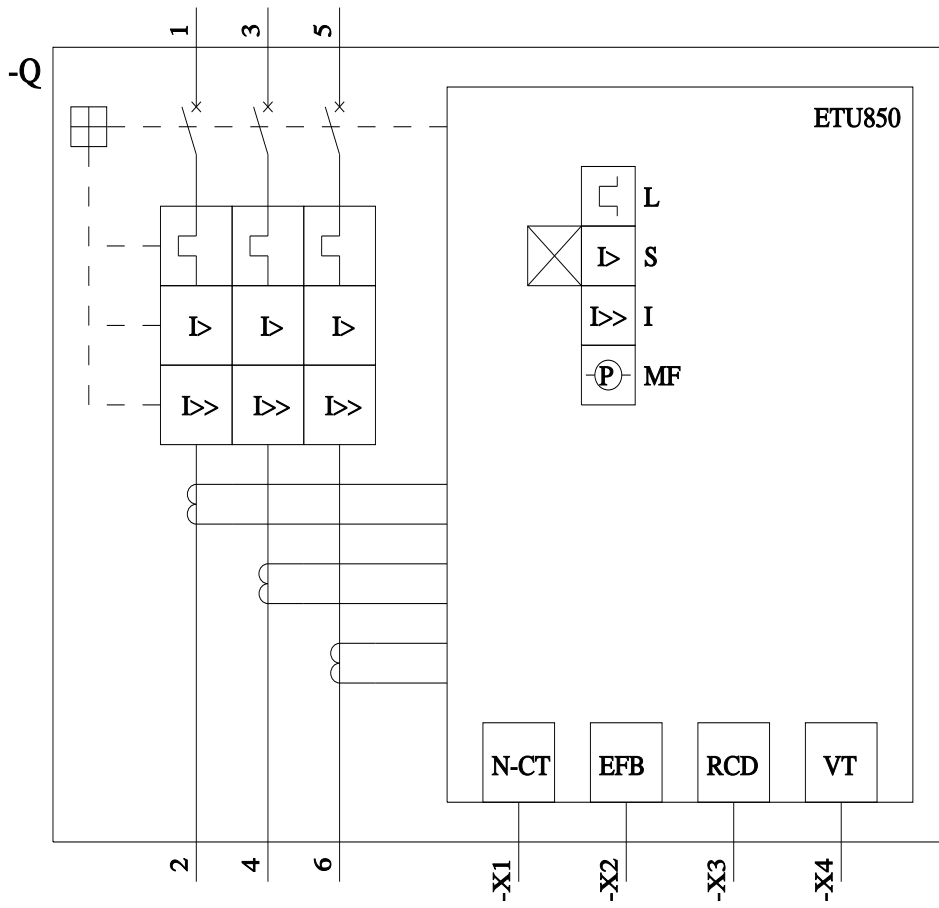 1 3 5
-Q
ETU850
L
I> S
I> I> I>
I>> I
P MF
I>> I>> I>>
N-CT EFB RCD VT
2 4 6 -X1 -X2 -X3 -X4